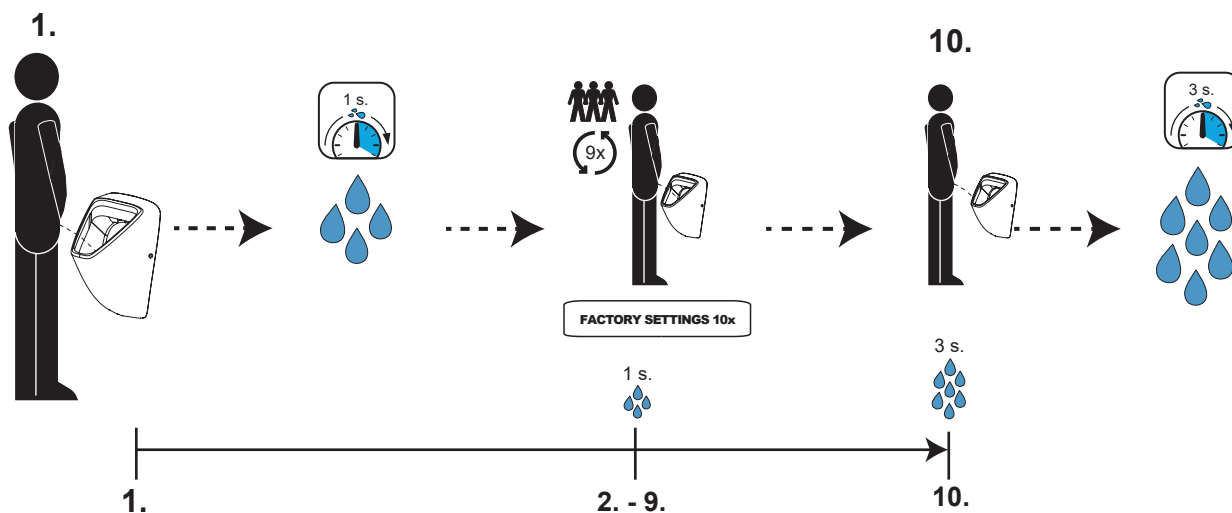 1.
10.
1 s.
3 s.
9x
FACTORY SETTINGS 10x
1 s.
3 s.
1.
2. - 9.
10.